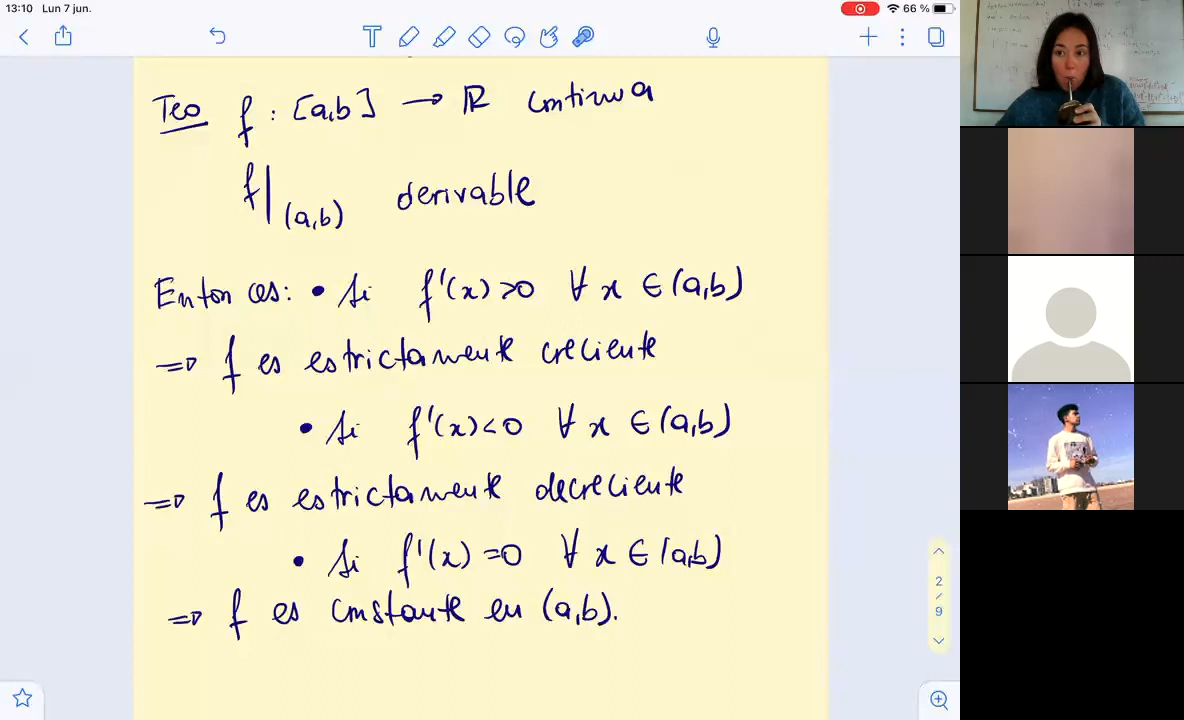 13:10 Lun 7 jun.
66 %
Teo f : [a,b] → ℝ continua
f|(a,b) derivable
Entonces: • Si f'(x) >0 ∀ x ∈ (a,b)
⇒ f es estrictamente creciente
• Si f'(x) <0 ∀ x ∈ (a,b)
⇒ f es estrictamente decreciente
• Si f'(x) =0 ∀ x ∈ (a,b)
⇒ f es constante en (a,b).
2
/
9